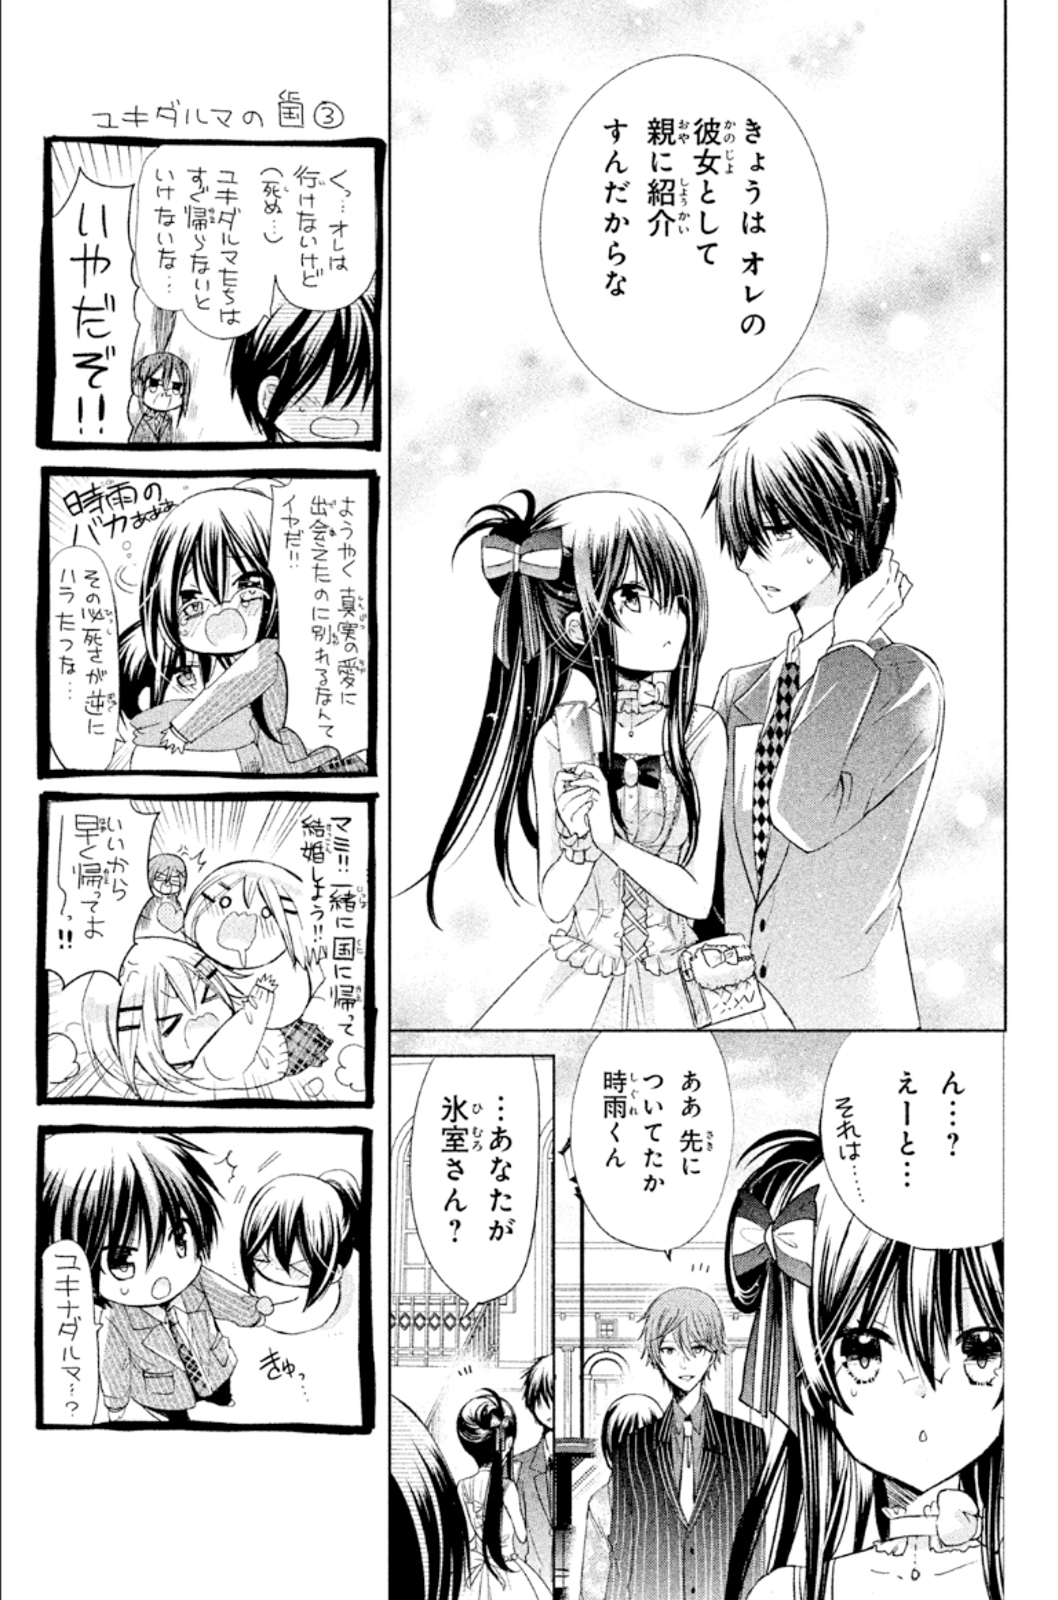 きょうは オレの
彼女として
親に紹介
すんだからな
ん…?
えーと…
それは……
ああ 先に
ついてたか
時雨くん
…あなたが
氷室さん?
ユキダルマの国③
くっ…オレは
行けないけど
(死ぬ…)
ユキダルマたちは
すぐ帰らないと
いけないな…
いやだぞ!!
ようやく真実の愛に
出会えたのに別れるなんて
イヤだ!!
時雨の
バカぁぁぁ
その必死さが逆に
ハラたつな…
マミ!!一緒に国に帰って
結婚しよう!!
いいから
早く帰ってよ
〜っ!!
きゅっ…
ユキナダルマ…?